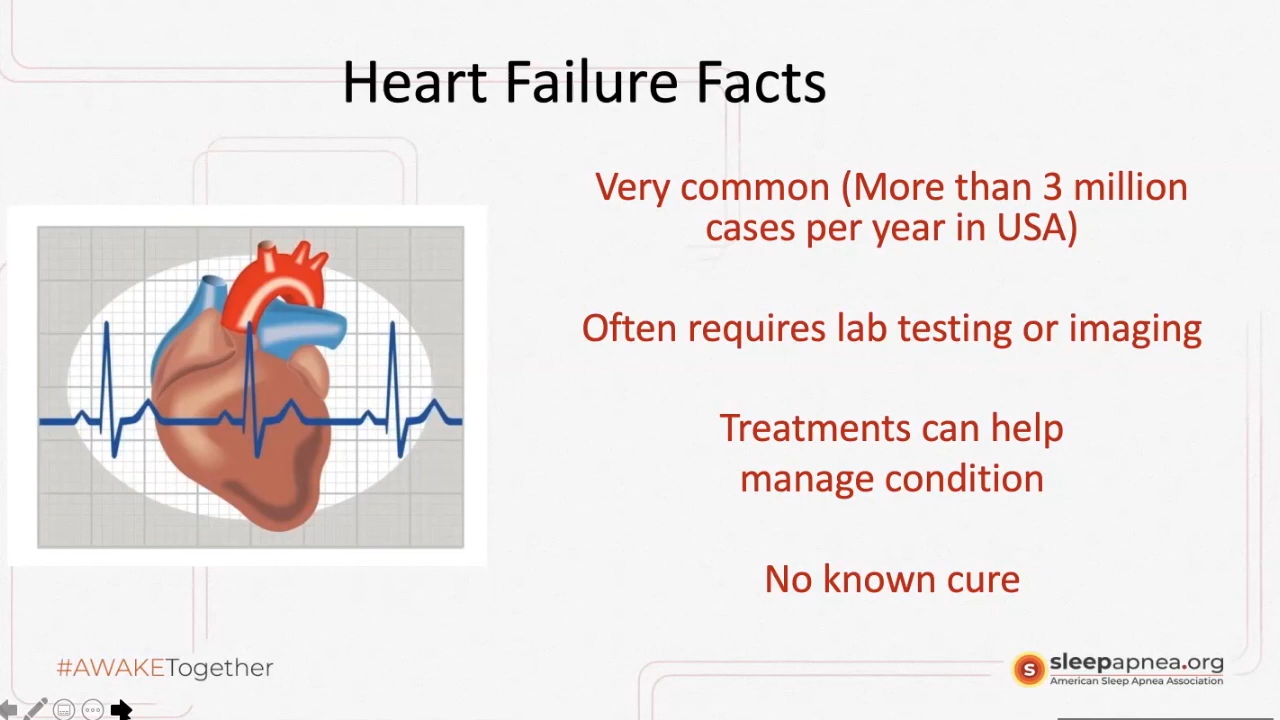 Heart Failure Facts
Very common (More than 3 million
cases per year in USA)
Often requires lab testing or imaging
Treatments can help
manage condition
No known cure
#AWAKETogether
S
sleepapnea.org
American Sleep Apnea Association